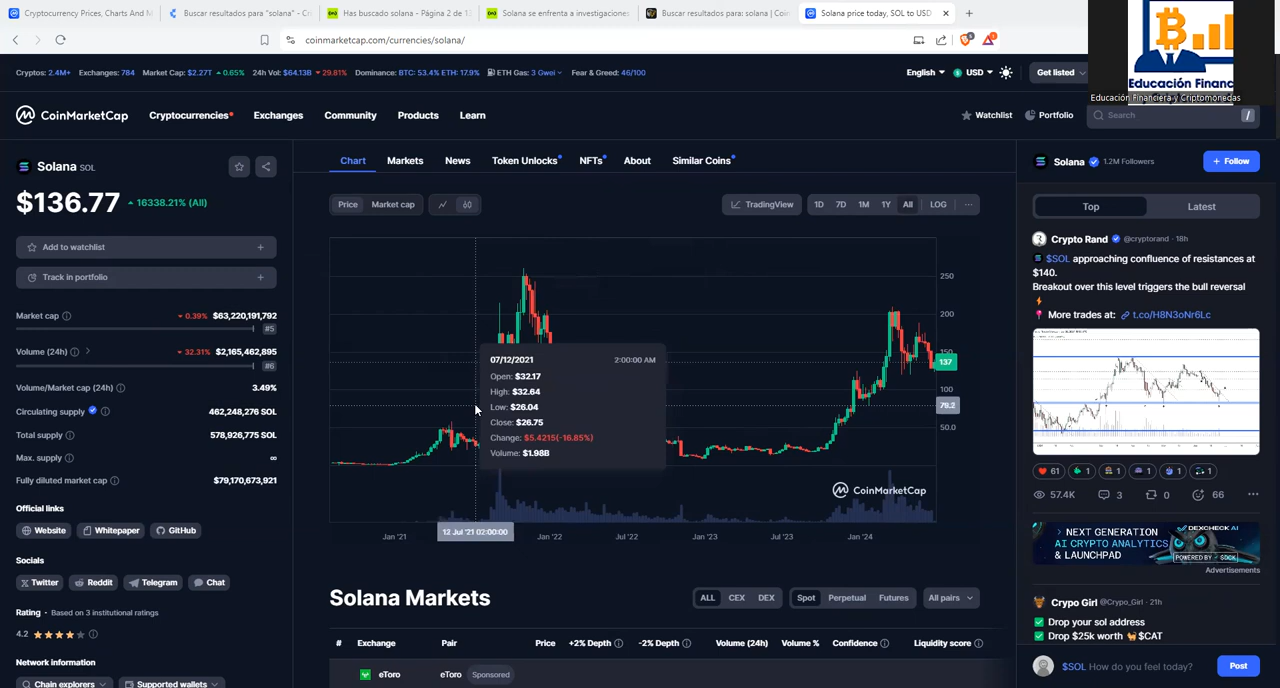 Cryptocurrency Prices, Charts And M
Buscar resultados para "solana" - Cri
Has buscado solana - Página 2 de 13
Solana se enfrenta a investigaciones
Buscar resultados para: solana | Coin
Solana price today, SOL to USD
coinmarketcap.com/currencies/solana/
Educación Financ
Educación Financiera y Criptomonedas
Cryptos: 2.4M+ Exchanges: 784 Market Cap: $2.27T 0.65% 24h Vol: $64.13B 29.81% Dominance: BTC: 53.4% ETH: 17.9% ETH Gas: 3 Gwei Fear & Greed: 46/100
English USD Get listed
CoinMarketCap Cryptocurrencies Exchanges Community Products Learn
Watchlist Portfolio Search /
Solana SOL
$136.77 16338.21% (All)
Add to watchlist +
Track in portfolio +
Market cap 0.39% $63,220,191,792
#5
Volume (24h) 32.31% $2,165,462,895
#6
Volume/Market cap (24h) 3.49%
Circulating supply 462,248,276 SOL
Total supply 578,926,775 SOL
Max. supply ∞
Fully diluted market cap $79,170,673,921
Official links
Website Whitepaper GitHub
Socials
Twitter Reddit Telegram Chat
Rating · Based on 3 institutional ratings
4.2
Network information
Chain explorers Supported wallets
Chart Markets News Token Unlocks NFTs About Similar Coins
Price Market cap
TradingView 1D 7D 1M 1Y All LOG ...
250
200
150
137
100
78.2
50.0
07/12/2021 2:00:00 AM
Open: $32.17
High: $32.64
Low: $26.04
Close: $26.75
Change: $5.4215(-16.85%)
Volume: $1.98B
CoinMarketCap
Jan '21 12 Jul '21 02:00:00 Jan '22 Jul '22 Jan '23 Jul '23 Jan '24
Solana Markets
ALL CEX DEX Spot Perpetual Futures All pairs
# Exchange Pair Price +2% Depth -2% Depth Volume (24h) Volume % Confidence Liquidity score
eToro eToro Sponsored
Solana 1.2M Followers + Follow
Top Latest
Crypto Rand @cryptorand · 18h
$SOL approaching confluence of resistances at
$140.
Breakout over this level triggers the bull reversal
More trades at: t.co/H8N3oNr6Lc
61 1 1 1 1 1
57.4K 3 0 66 ...
> NEXT GENERATION
AI CRYPTO ANALYTICS
& LAUNCHPAD
DEXCHECK AI
POWERED BY $DCK
Advertisements
Crypo Girl @Crypo_Girl · 21h
Drop your sol address
Drop $25k worth $CAT
$SOL How do you feel today? Post